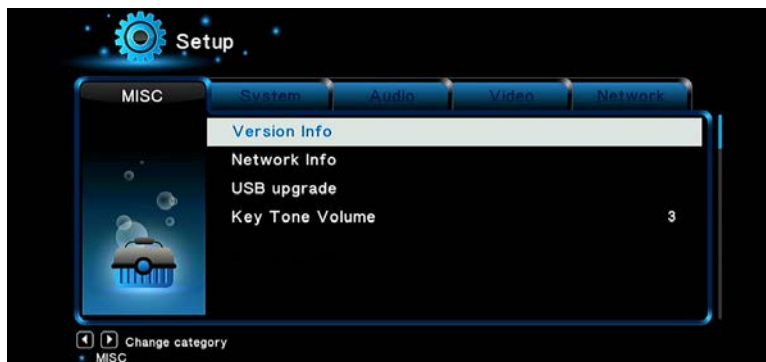 Setup
MISC System Audio Video Network
Version Info
Network Info
USB upgrade
Key Tone Volume 3
Change category
MISC